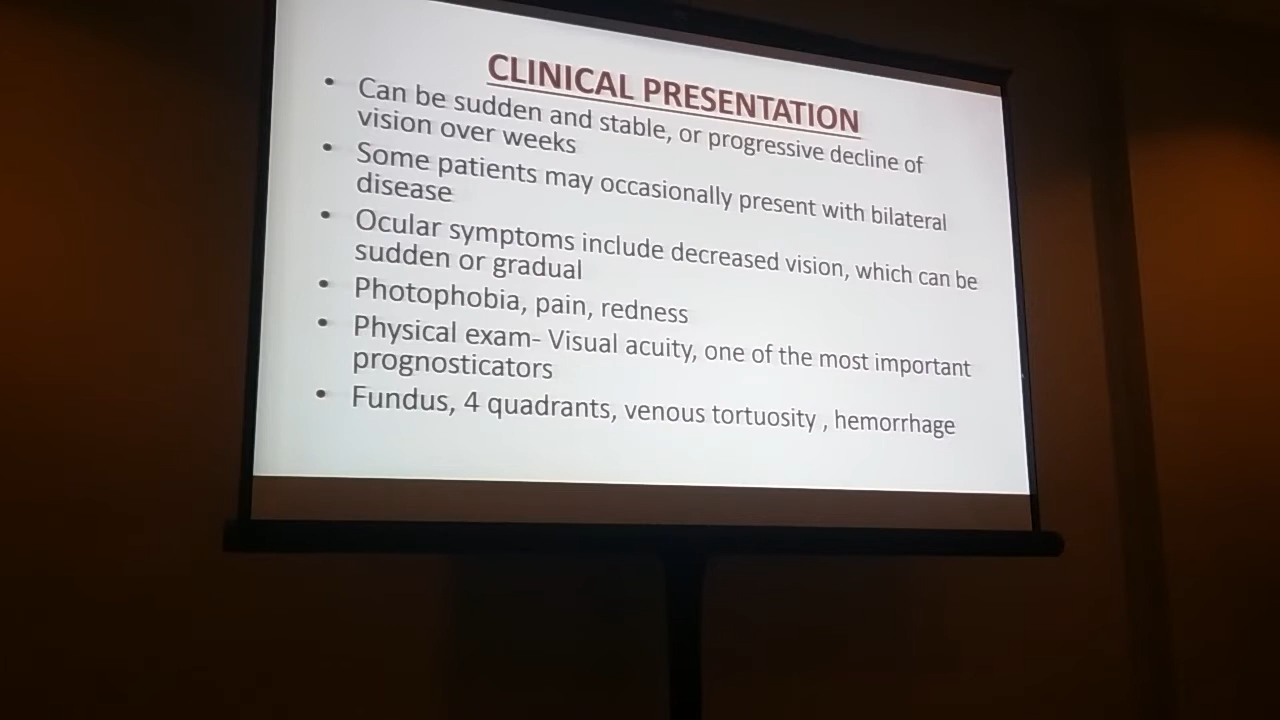 CLINICAL PRESENTATION
• Can be sudden and stable, or progressive decline of
vision over weeks
• Some patients may occasionally present with bilateral
disease
• Ocular symptoms include decreased vision, which can be
sudden or gradual
• Photophobia, pain, redness
• Physical exam- Visual acuity, one of the most important
prognosticators
• Fundus, 4 quadrants, venous tortuosity , hemorrhage